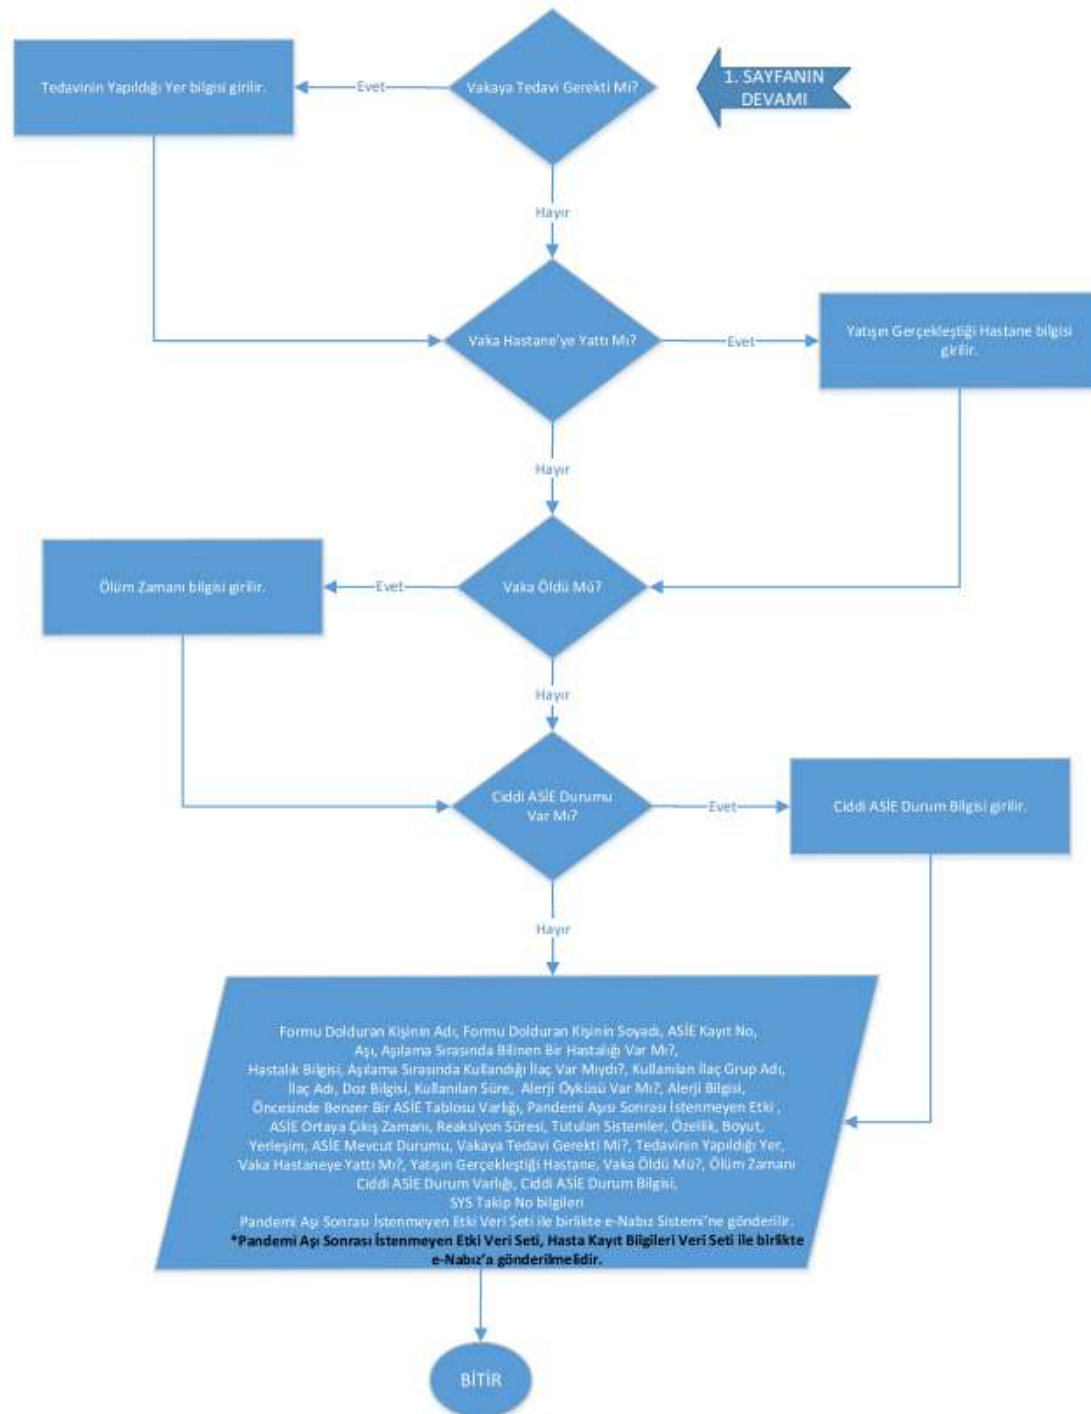 Tedavinin Yapıldığı Yer bilgisi girilir.
Evet
Vakaya Tedavi Gerekti Mi?
1. SAYFANIN
DEVAMI
Hayır
Vaka Hastane'ye Yattı Mı?
Evet
Yatışın Gerçekleştiği Hastane bilgisi
girilir.
Hayır
Ölüm Zamanı bilgisi girilir.
Evet
Vaka Öldü Mü?
Hayır
Ciddi ASİE Durumu
Var Mı?
Evet
Ciddi ASİE Durum Bilgisi girilir.
Hayır
Formu Dolduran Kişinin Adı, Formu Dolduran Kişinin Soyadı, ASİE Kayıt No,
Aşı, Aşılama Sırasında Bilinen Bir Hastalığı Var Mı?,
Hastalık Bilgisi, Aşılama Sırasında Kullandığı İlaç Var Mıydı?, Kullanılan İlaç Grup Adı,
İlaç Adı, Doz Bilgisi, Kullanılan Süre, Alerji Öyküsü Var Mı?, Alerji Bilgisi,
Öncesinde Benzer Bir ASİE Tablosu Varlığı, Pandemi Aşısı Sonrası İstenmeyen Etki ,
ASİE Ortaya Çıkış Zamanı, Reaksiyon Süresi, Tutulan Sistemler, Özellik, Boyut,
Yerleşim, ASİE Mevcut Durumu, Vakaya Tedavi Gerekti Mi?, Tedavinin Yapıldığı Yer,
Vaka Hastaneye Yattı Mı?, Yatışın Gerçekleştiği Hastane, Vaka Öldü Mü?, Ölüm Zamanı
Ciddi ASİE Durum Varlığı, Ciddi ASİE Durum Bilgisi,
SYS Takip No bilgileri
Pandemi Aşı Sonrası İstenmeyen Etki Veri Seti ile birlikte e-Nabız Sistemi'ne gönderilir.
*Pandemi Aşı Sonrası İstenmeyen Etki Veri Seti, Hasta Kayıt Bilgileri Veri Seti ile birlikte
e-Nabız'a gönderilmelidir.
BİTİR